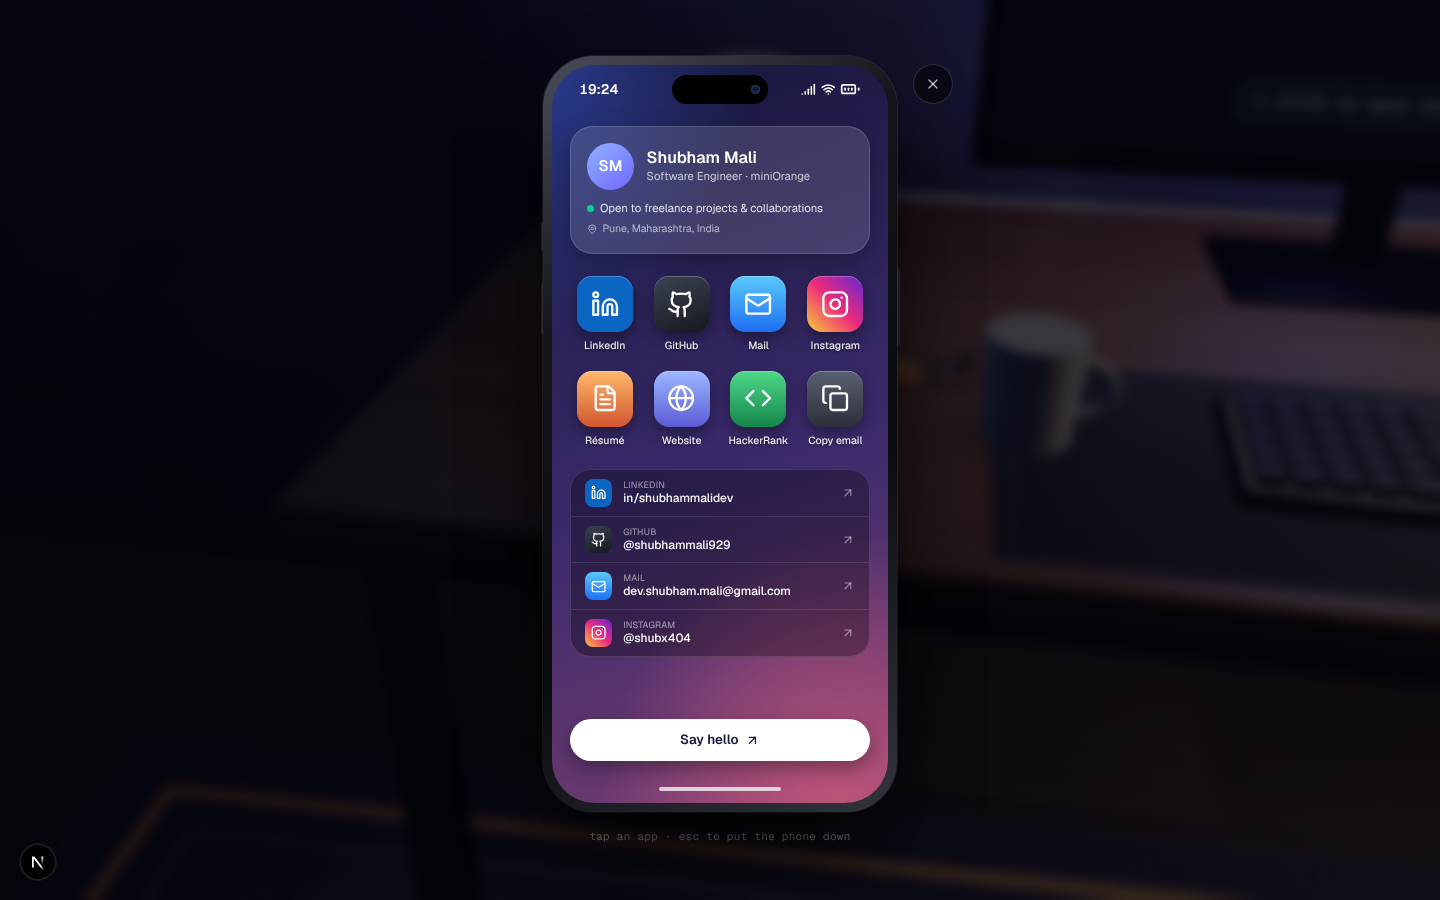 19:24
SM
Shubham Mali
Software Engineer · miniOrange
Open to freelance projects & collaborations
Pune, Maharashtra, India
LinkedIn
GitHub
Mail
Instagram
Résumé
Website
HackerRank
Copy email
LINKEDIN
in/shubhammalidev
GITHUB
@shubhammali929
MAIL
dev.shubham.mali@gmail.com
INSTAGRAM
@shubx404
Say hello
tap an app · esc to put the phone down